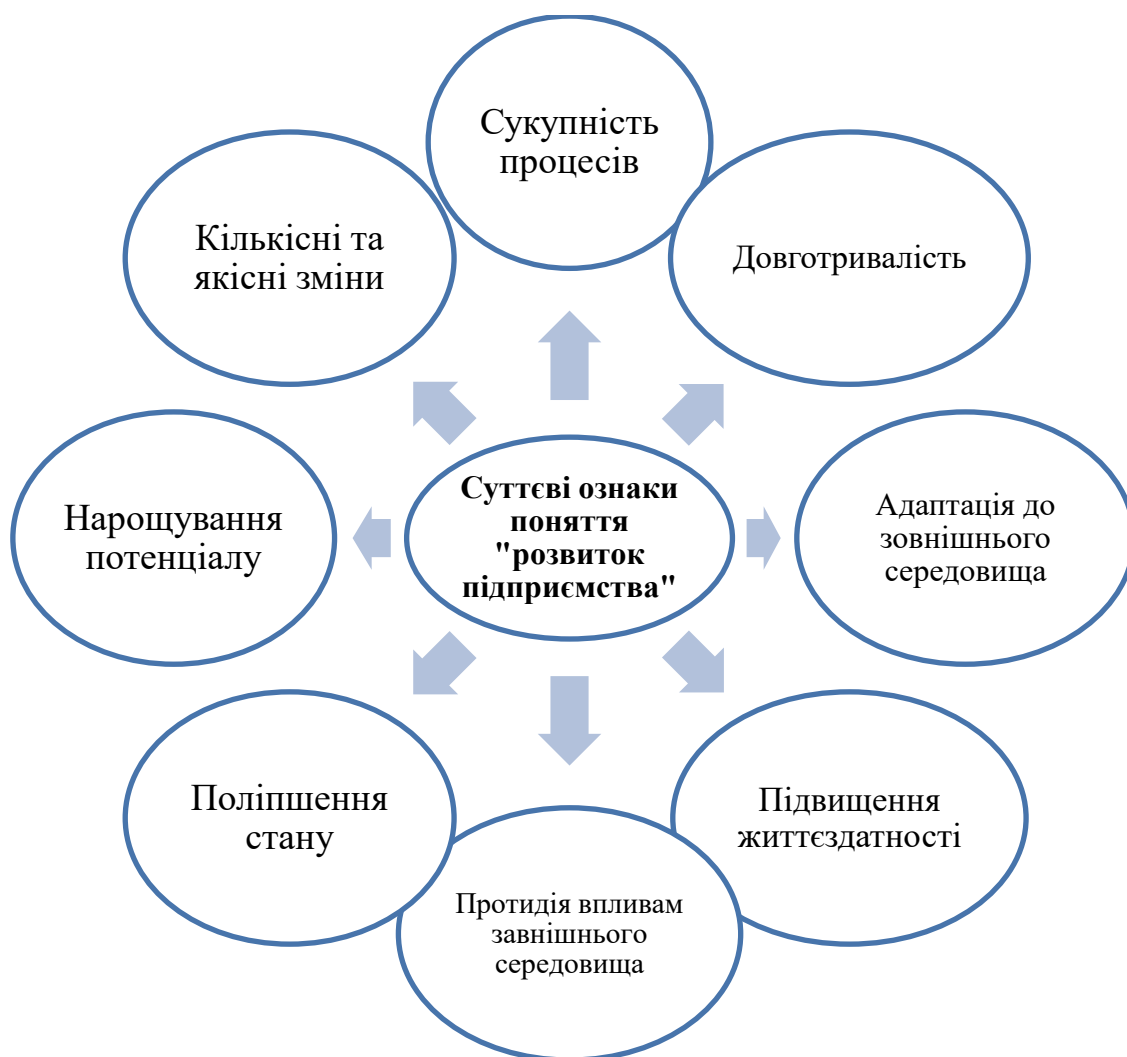 Сукупність
процесів
Довготривалість
Адаптація до
зовнішнього
середовища
Підвищення
життєздатності
Протидія впливам
завнішнього
середовища
Поліпшення
стану
Нарощування
потенціалу
Кількісні та
якісні зміни
Суттєві ознаки
поняття
"розвиток
підприємства"